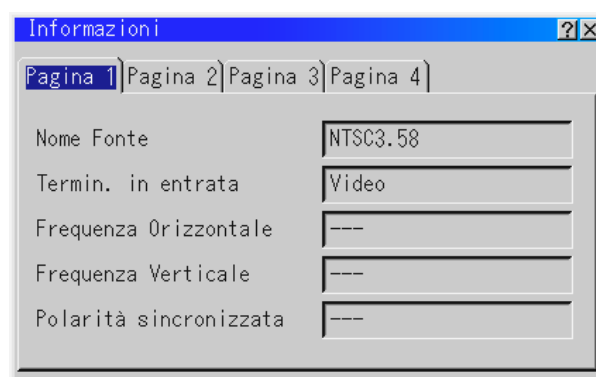 Informazioni ? ×
Pagina 1 Pagina 2 Pagina 3 Pagina 4
Nome Fonte NTSC3.58
Termin. in entrata Video
Frequenza Orizzontale ---
Frequenza Verticale ---
Polarità sincronizzata ---